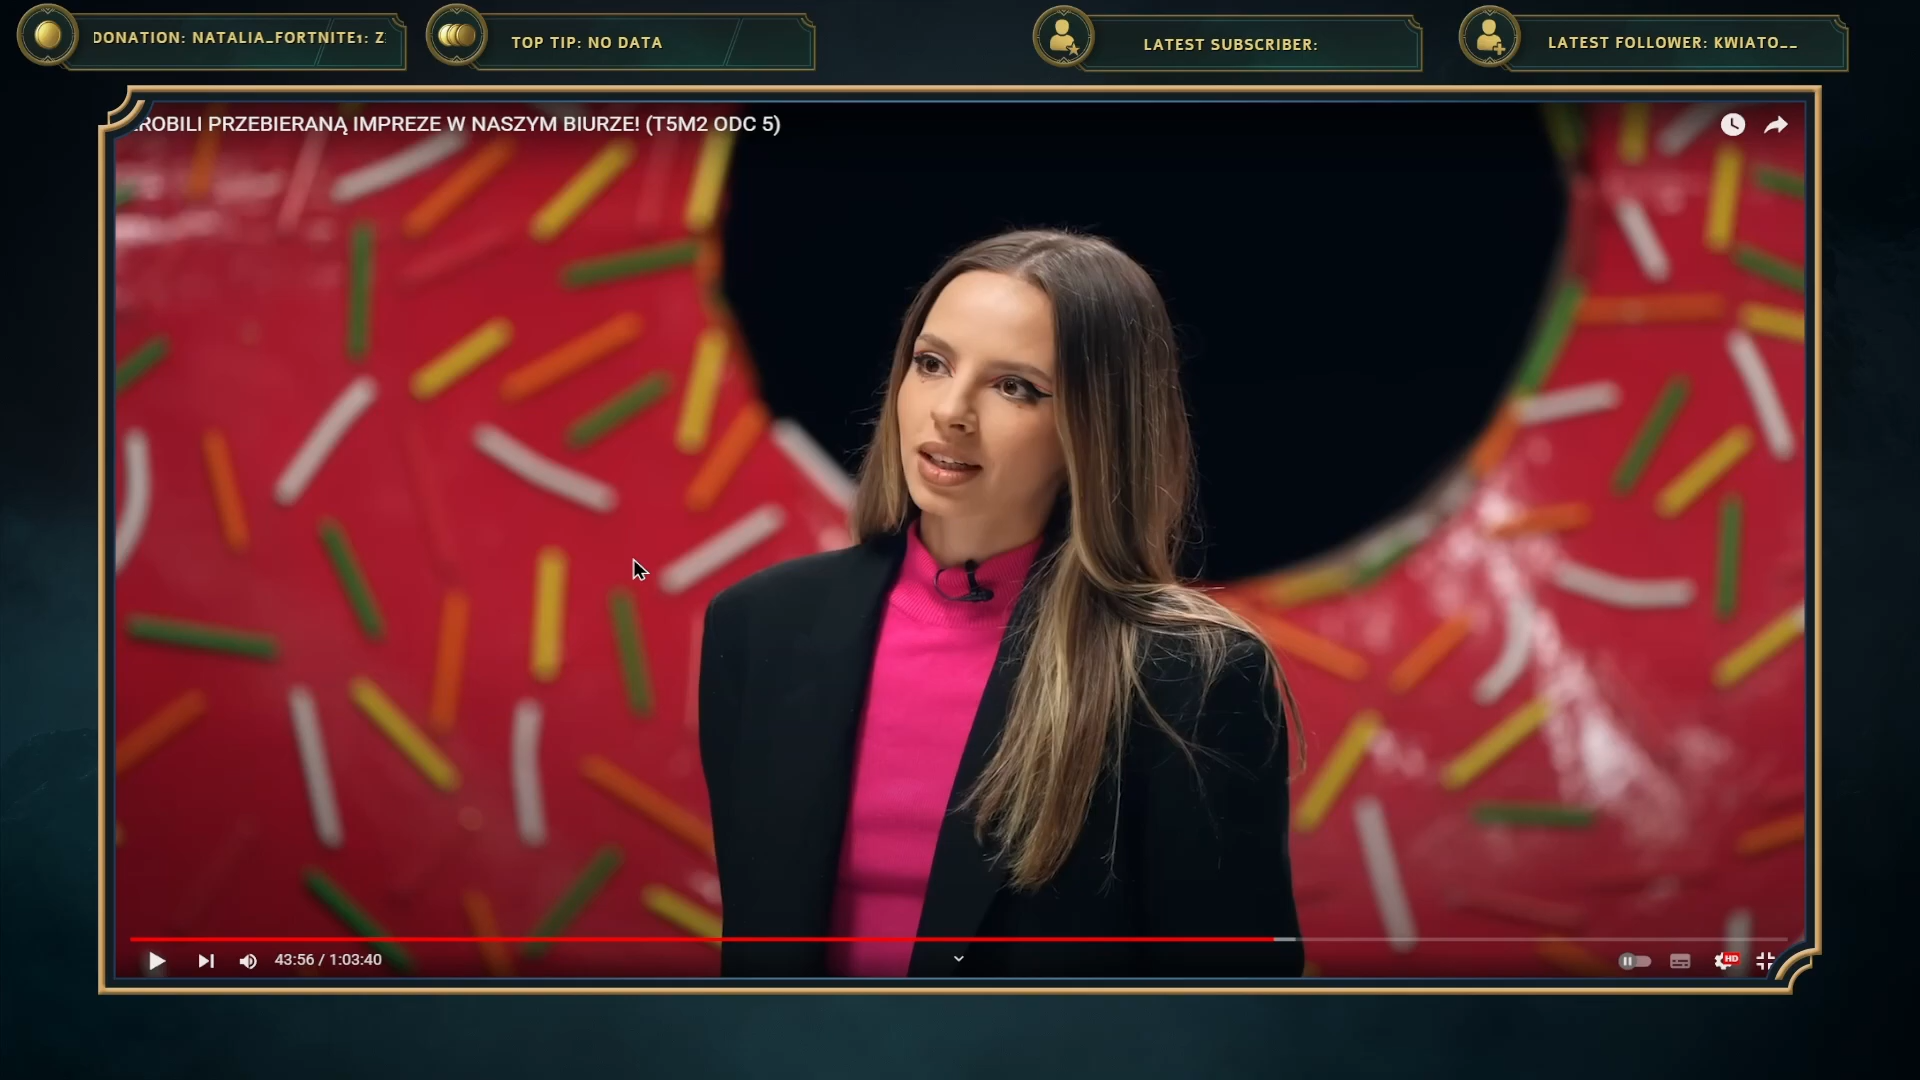 DONATION: NATALIA_FORTNITE1: Z
TOP TIP: NO DATA
LATEST SUBSCRIBER:
LATEST FOLLOWER: KWIATO__
ROBILI PRZEBIERANĄ IMPREZE W NASZYM BIURZE! (T5M2 ODC 5)
43:56 / 1:03:40
HD